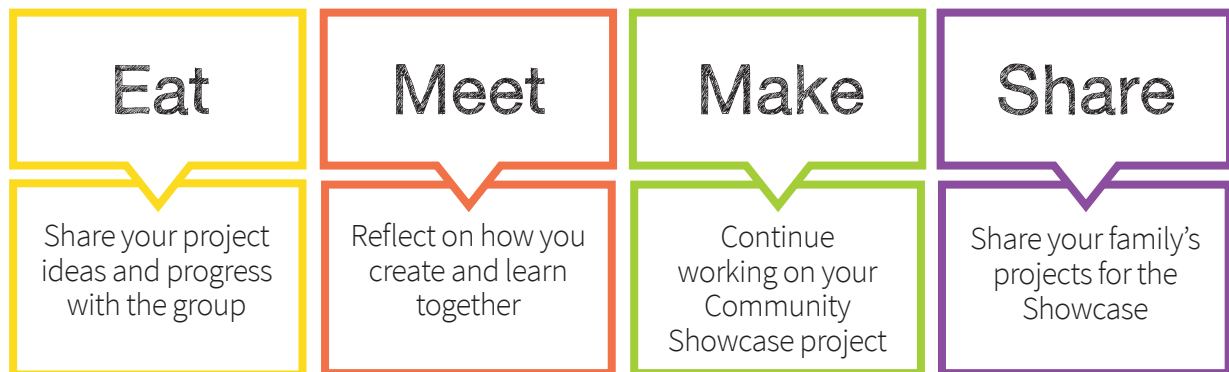 Eat
Share your project
ideas and progress
with the group
Meet
Reflect on how you
create and learn
together
Make
Continue
working on your
Community
Showcase project
Share
Share your family’s
projects for the
Showcase